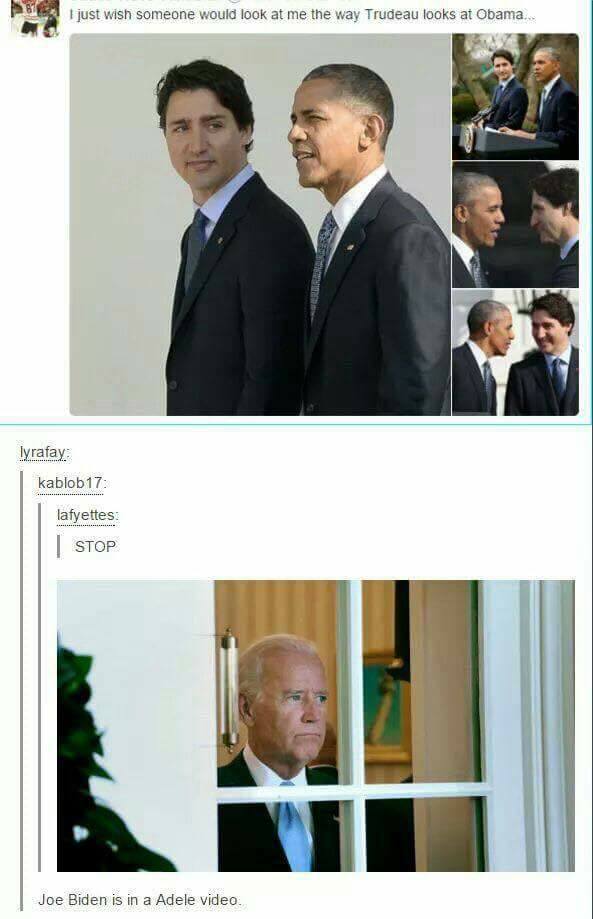 I just wish someone would look at me the way Trudeau looks at Obama...
lyrafay:
kablob17:
lafyettes:
STOP
Joe Biden is in a Adele video.